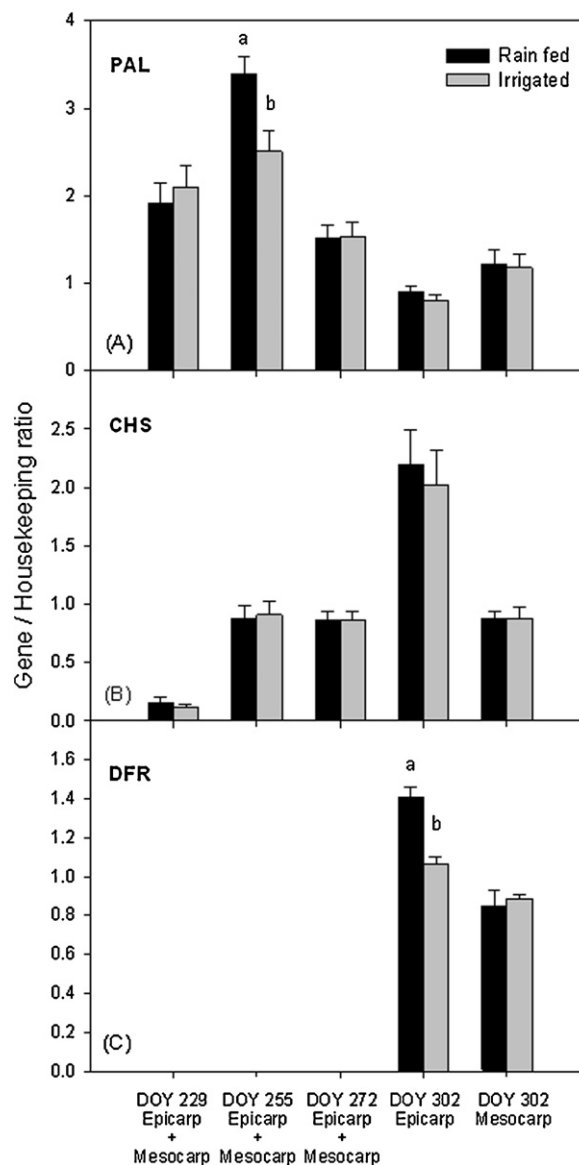 4
PAL
a
b
Rain fed
Irrigated
3
2
1
(A)
0
CHS
2.5
2.0
1.5
1.0
0.5
(B)
0.0
Gene / Housekeeping ratio
1.6
DFR
a
b
1.4
1.2
1.0
0.8
0.6
0.4
0.2
(C)
0.0
DOY 229
Epicarp
+
Mesocarp
DOY 255
Epicarp
+
Mesocarp
DOY 272
Epicarp
+
Mesocarp
DOY 302
Epicarp
DOY 302
Mesocarp